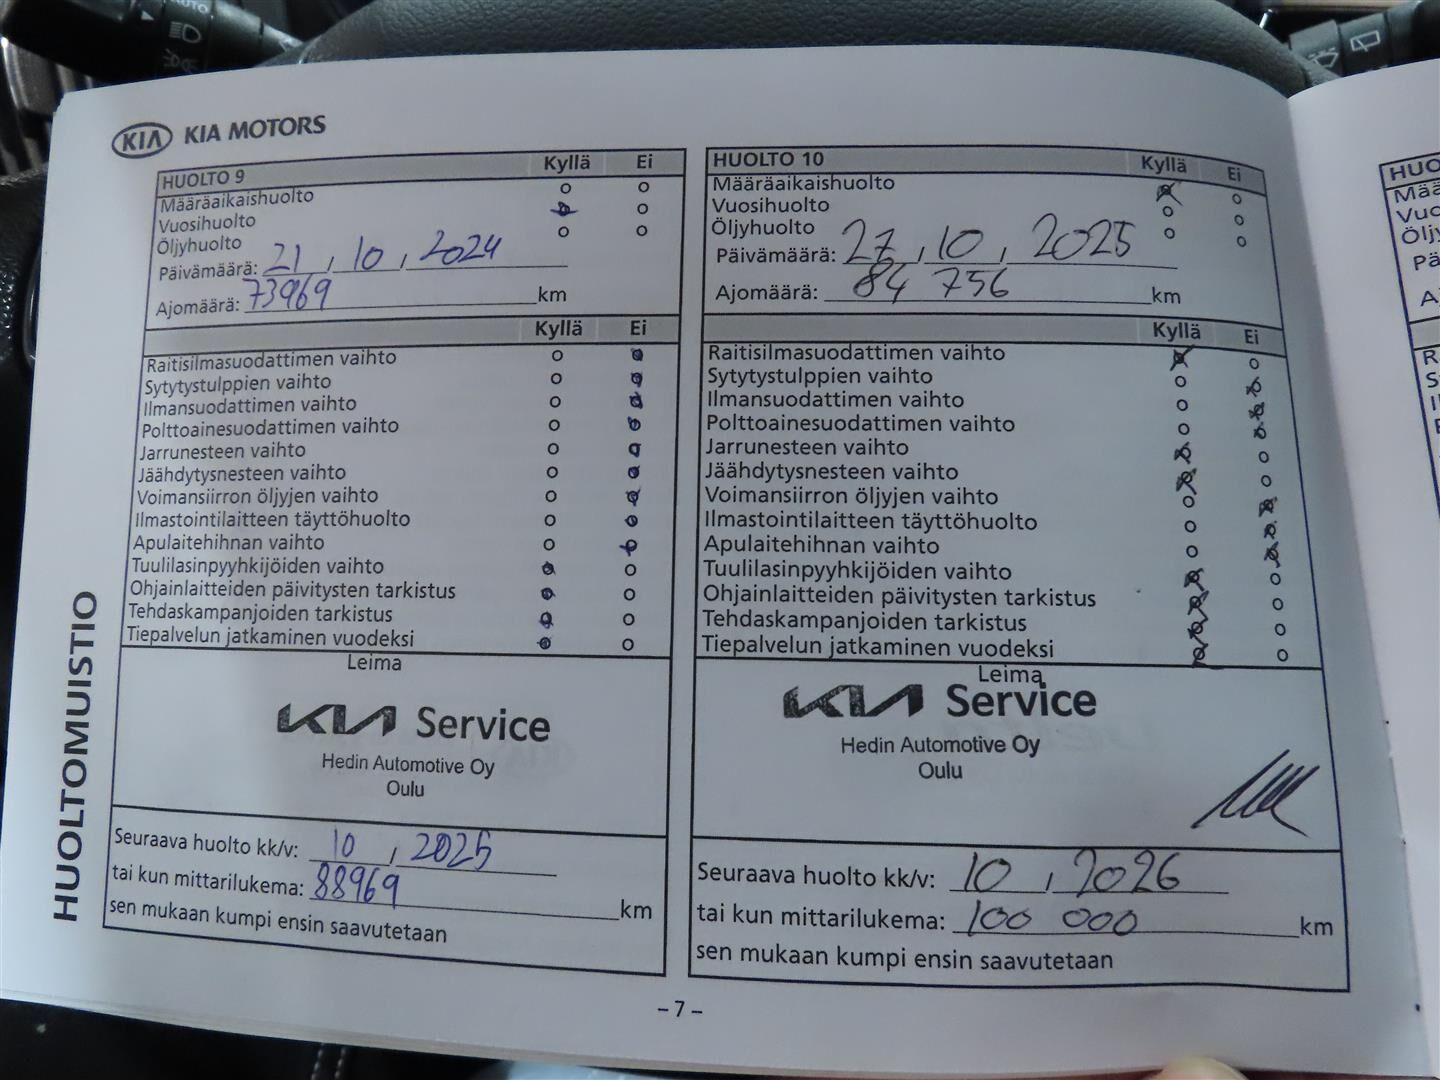 AUTO
KIA KIA MOTORS
HUOLTO 9 Kyllä Ei
Määräaikaishuolto
Vuosihuolto
Öljyhuolto
Päivämäärä: 21 , 10 , 2024
Ajomäärä: 73969 km
Kyllä Ei
Raitisilmasuodattimen vaihto
Sytytystulppien vaihto
Ilmansuodattimen vaihto
Polttoainesuodattimen vaihto
Jarrunesteen vaihto
Jäähdytysnesteen vaihto
Voimansiirron öljyjen vaihto
Ilmastointilaitteen täyttöhuolto
Apulaitehihnan vaihto
Tuulilasinpyyhkijöiden vaihto
Ohjainlaitteiden päivitysten tarkistus
Tehdaskampanjoiden tarkistus
Tiepalvelun jatkaminen vuodeksi
Leima
KIA Service
Hedin Automotive Oy
Oulu
Seuraava huolto kk/v: 10 , 2025
tai kun mittarilukema: 88969 km
sen mukaan kumpi ensin saavutetaan
HUOLTO 10 Kyllä Ei
Määräaikaishuolto
Vuosihuolto
Öljyhuolto
Päivämäärä: 27 , 10 , 2025
Ajomäärä: 84 756 km
Kyllä Ei
Raitisilmasuodattimen vaihto
Sytytystulppien vaihto
Ilmansuodattimen vaihto
Polttoainesuodattimen vaihto
Jarrunesteen vaihto
Jäähdytysnesteen vaihto
Voimansiirron öljyjen vaihto
Ilmastointilaitteen täyttöhuolto
Apulaitehihnan vaihto
Tuulilasinpyyhkijöiden vaihto
Ohjainlaitteiden päivitysten tarkistus
Tehdaskampanjoiden tarkistus
Tiepalvelun jatkaminen vuodeksi
Leima
KIA Service
Hedin Automotive Oy
Oulu
Seuraava huolto kk/v: 10 , 2026
tai kun mittarilukema: 100 000 km
sen mukaan kumpi ensin saavutetaan
HUOLTOMUISTIO
– 7 –